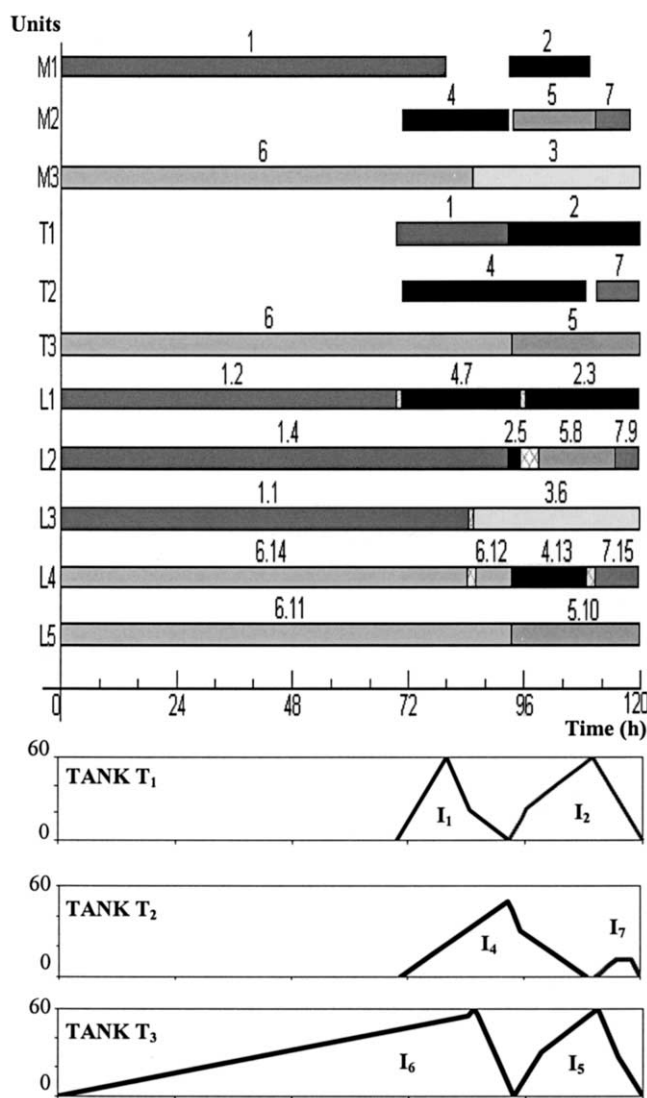 Units
1 2
M1
4 5 7
M2
6 3
M3
1 2
T1
4 7
T2
6 5
T3
1.2 4.7 2.3
L1
1.4 2.5 5.8 7.9
L2
1.1 3.6
L3
6.14 6.12 4.13 7.15
L4
6.11 5.10
L5
0 24 48 72 96 120
Time (h)
60
TANK T₁
I₁ I₂
0
60
TANK T₂
I₇
I₄
0
60
TANK T₃
I₆ I₅
0